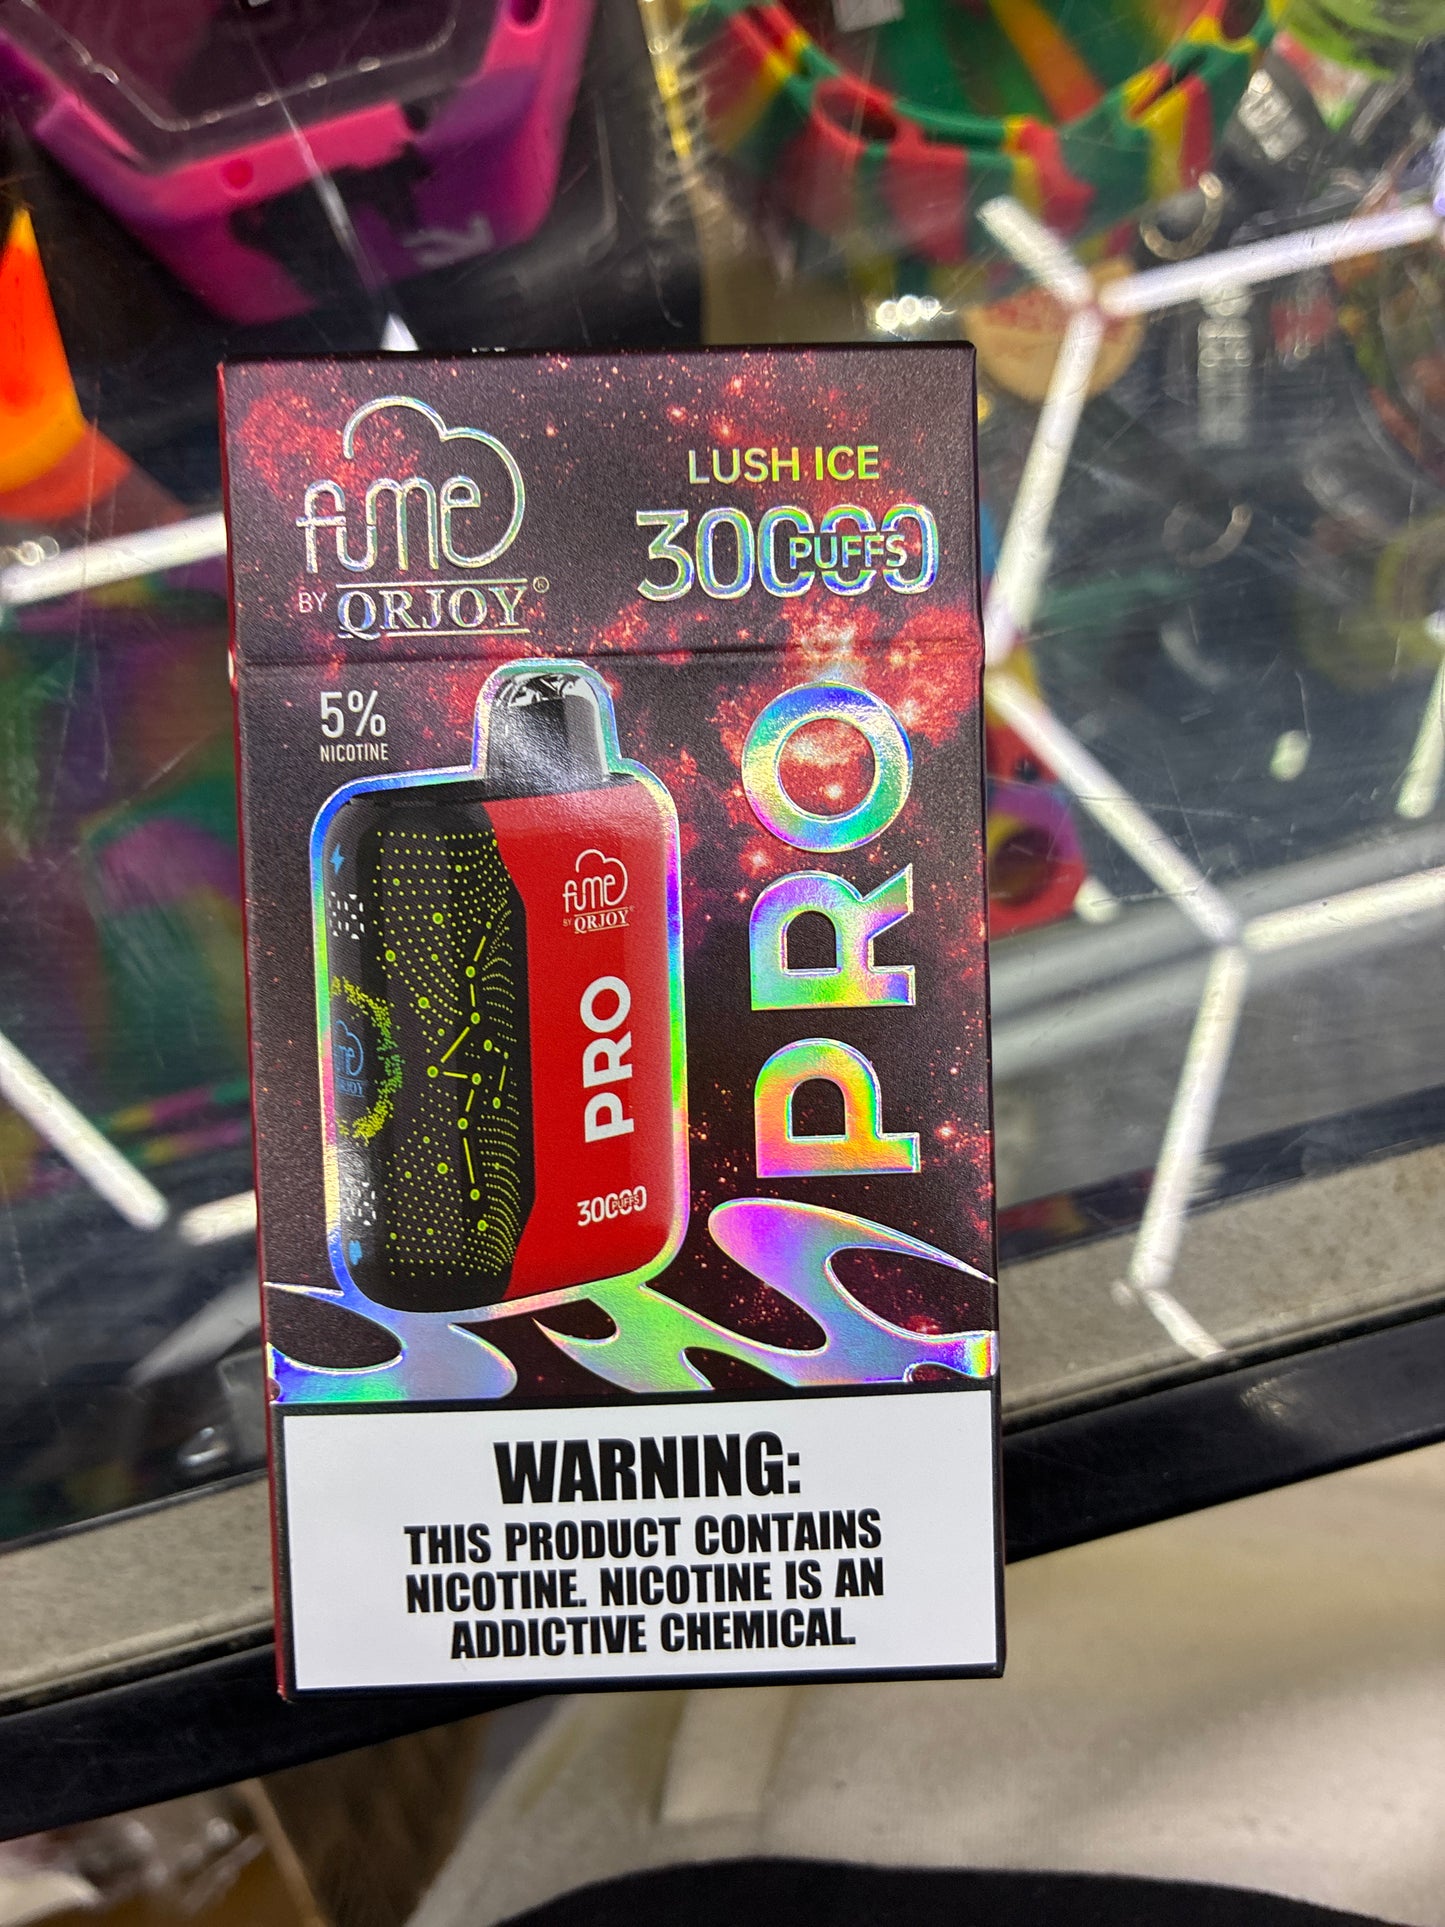 fume
BY QRJOY®
LUSH ICE
30000
PUFFS
5%
NICOTINE
fume
BY QRJOY
PRO
30000
PUFFS
PRO
WARNING:
THIS PRODUCT CONTAINS
NICOTINE. NICOTINE IS AN
ADDICTIVE CHEMICAL.